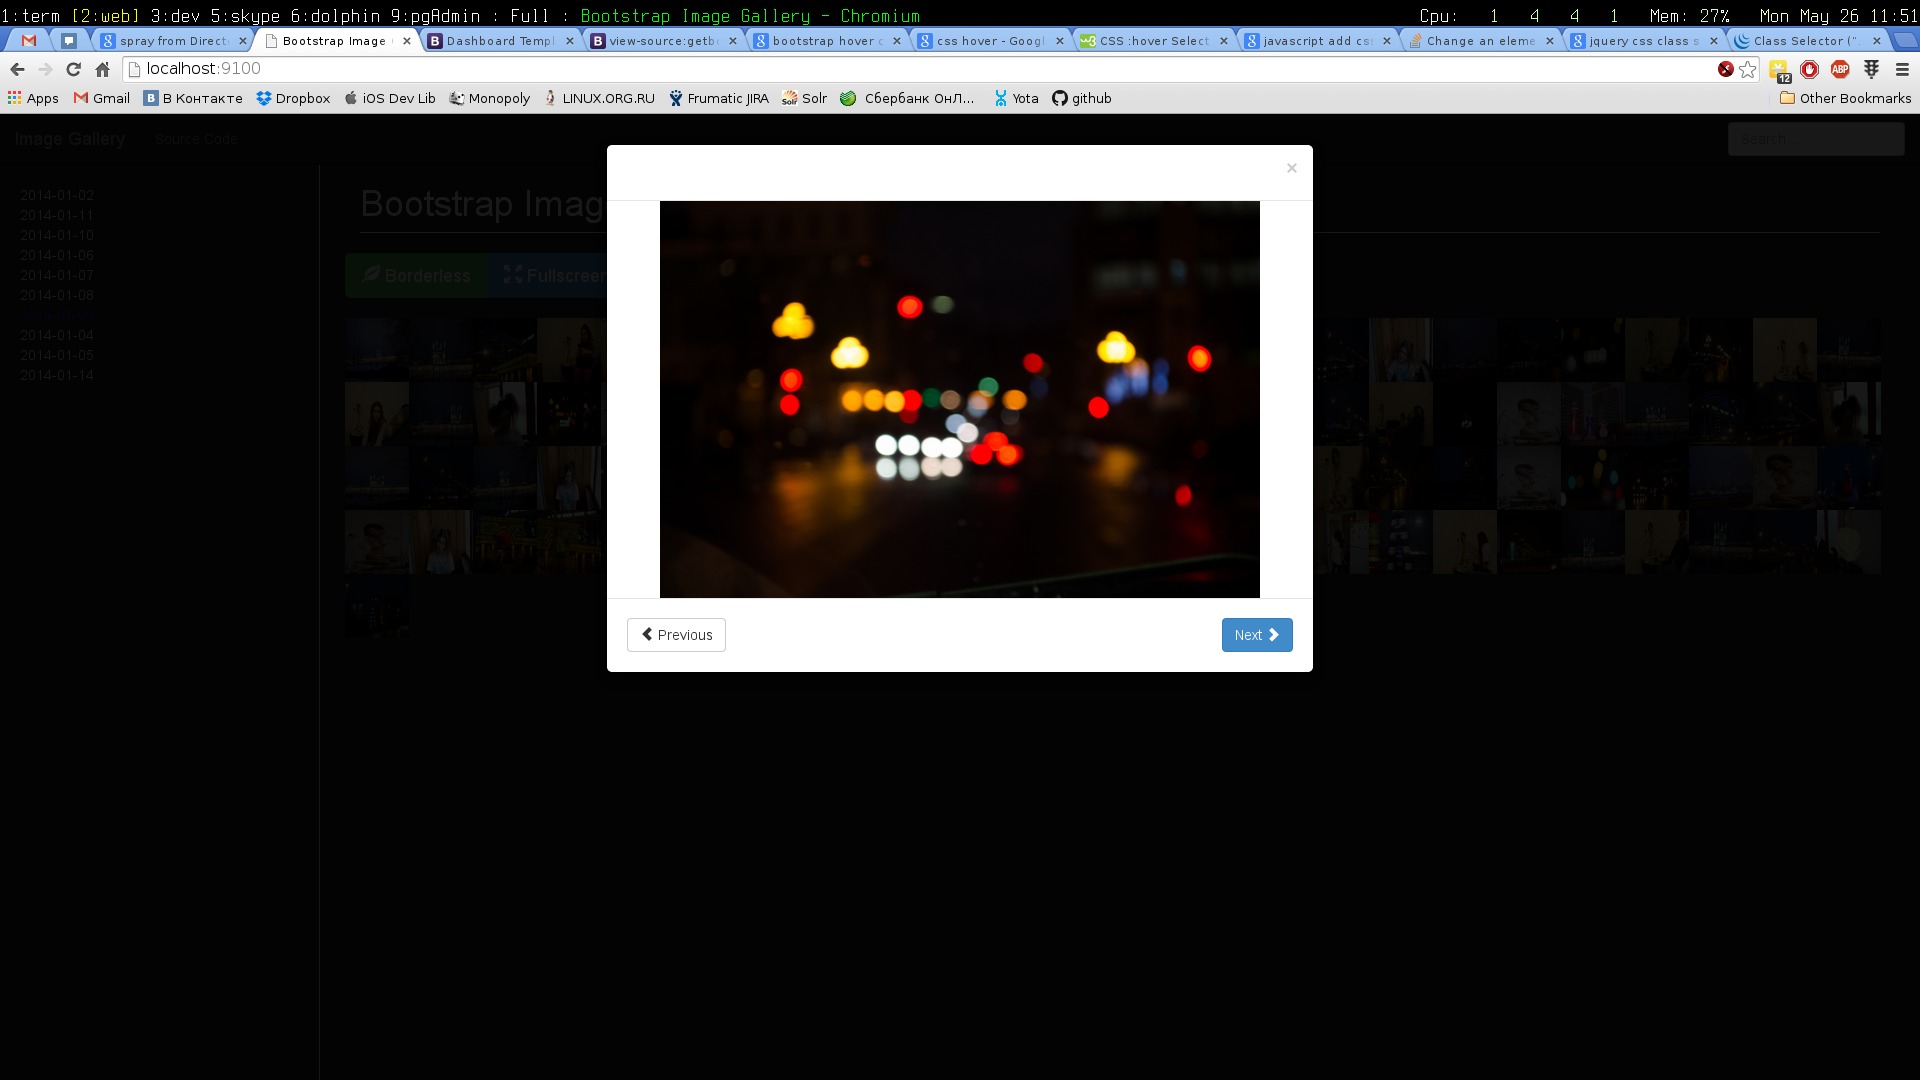 1:term [2:web] 3:dev 5:skype 6:dolphin 9:pgAdmin : Full : Bootstrap Image Gallery - Chromium Cpu: 1 4 4 1 Mem: 27% Mon May 26 11:51
spray from Direct Bootstrap Image Dashboard Templ view-source:getb bootstrap hover c css hover - Googl CSS :hover Select javascript add cs Change an eleme jquery css class s Class Selector (“.
localhost:9100 12 ABP
Apps Gmail В Контакте Dropbox iOS Dev Lib Monopoly LINUX.ORG.RU Frumatic JIRA Solr Сбербанк ОнЛ... Yota github Other Bookmarks
Image Gallery Source Code Search...
×
2014-01-02
2014-01-11
2014-01-10
2014-01-06
2014-01-07
2014-01-08
2014-01-04
2014-01-05
2014-01-14
Bootstrap Imag
Borderless Fullscreen
Previous Next